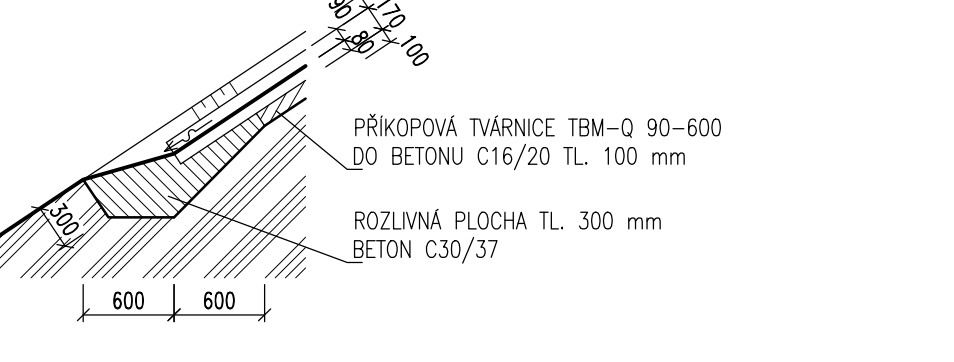 90
170
80
100
PŘÍKOPOVÁ TVÁRNICE TBM-Q 90-600
DO BETONU C16/20 TL. 100 mm
300
ROZLIVNÁ PLOCHA TL. 300 mm
BETON C30/37
600 600